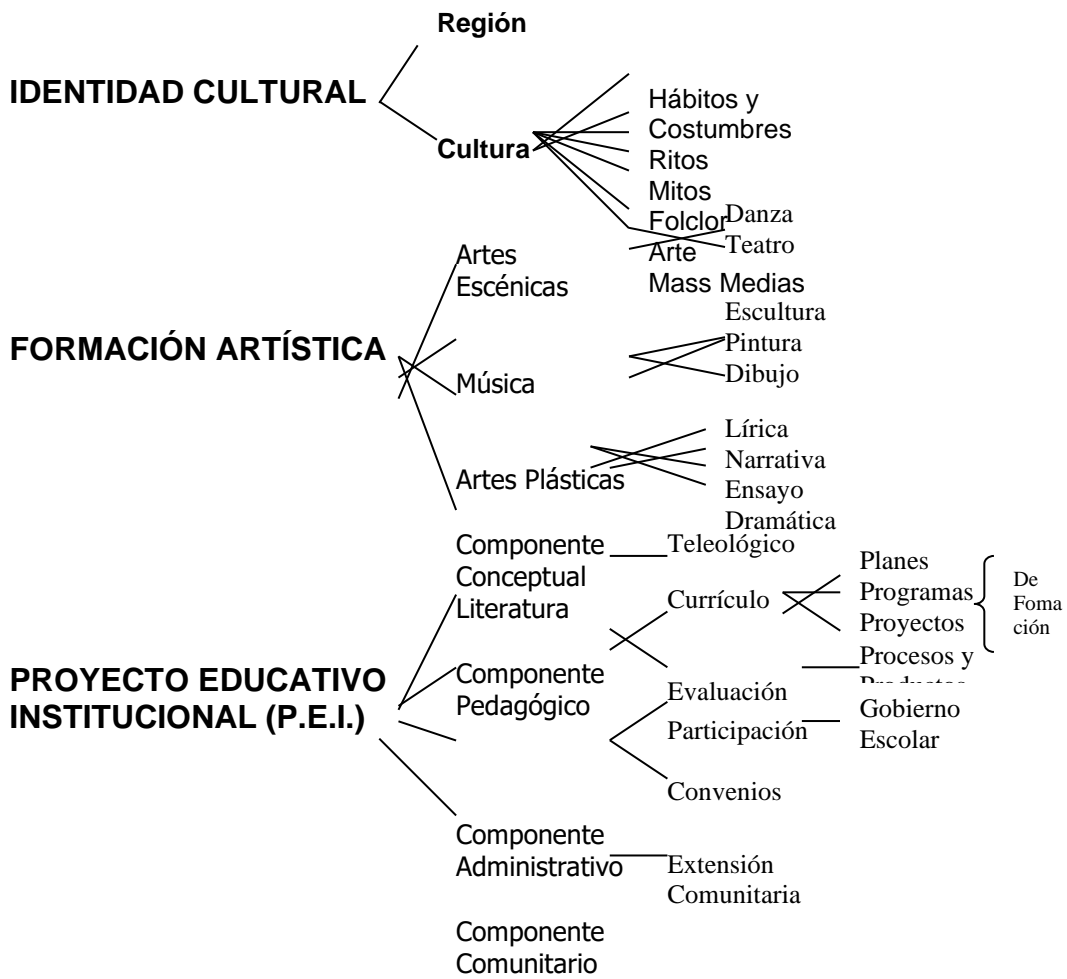 Región
IDENTIDAD CULTURAL
Cultura
Hábitos y
Costumbres
Ritos
Mitos
Folclor
Arte
Mass Medias
FORMACIÓN ARTÍSTICA
Artes
Escénicas
Danza
Teatro
Música
Artes Plásticas
Escultura
Pintura
Dibujo
Lírica
Narrativa
Ensayo
Dramática
PROYECTO EDUCATIVO
INSTITUCIONAL (P.E.I.)
Componente
Conceptual
Literatura
Teleológico
Componente
Pedagógico
Currículo
Planes
Programas
Proyectos
De
Foma
ción
Evaluación
Procesos y
Productos
Participación
Gobierno
Escolar
Convenios
Componente
Administrativo
Extensión
Comunitaria
Componente
Comunitario